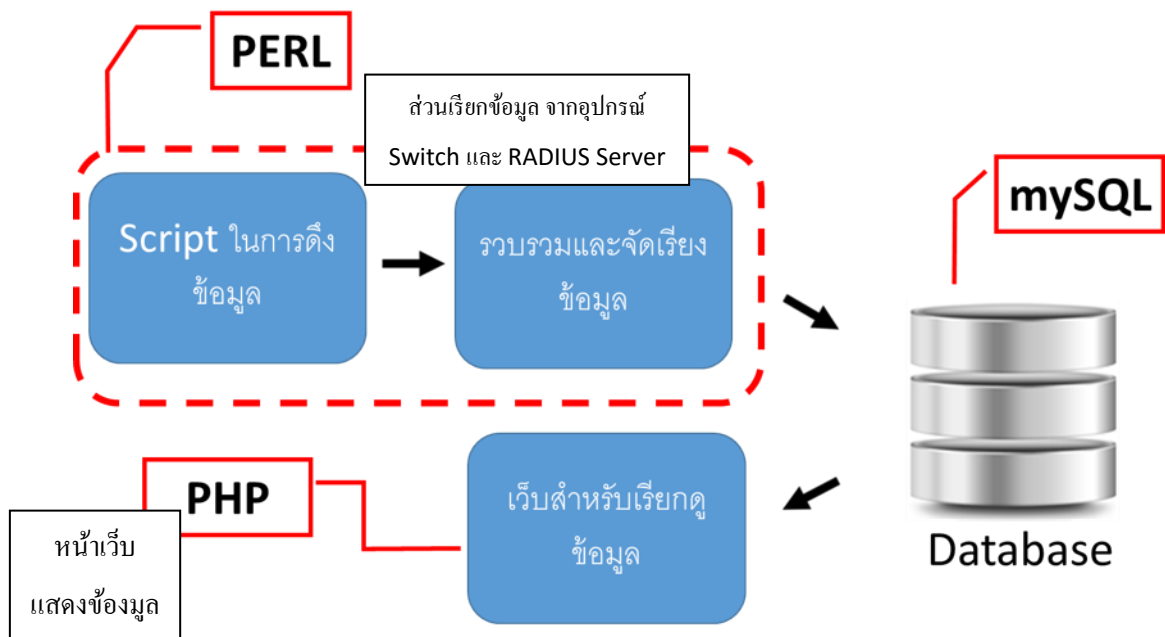 PERL
ส่วนเรียกข้อมูล จากอุปกรณ์
Switch และ RADIUS Server
mySQL
Script ในการดึง
ข้อมูล
รวบรวมและจัดเรียง
ข้อมูล
PHP
เว็บสำหรับเรียกดู
ข้อมูล
หน้าเว็บ
แสดงข้องมูล
Database